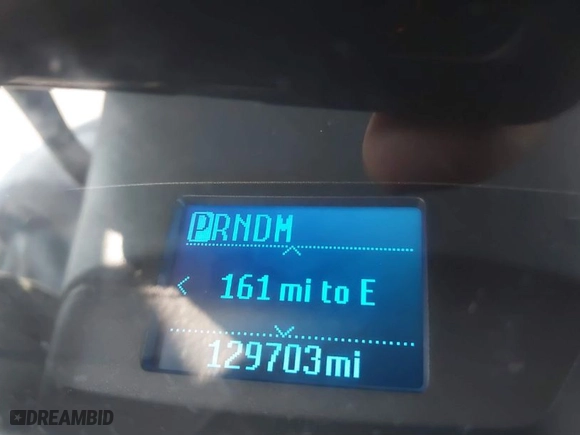 PRNDM
161 mi to E
129703mi
DREAMBID